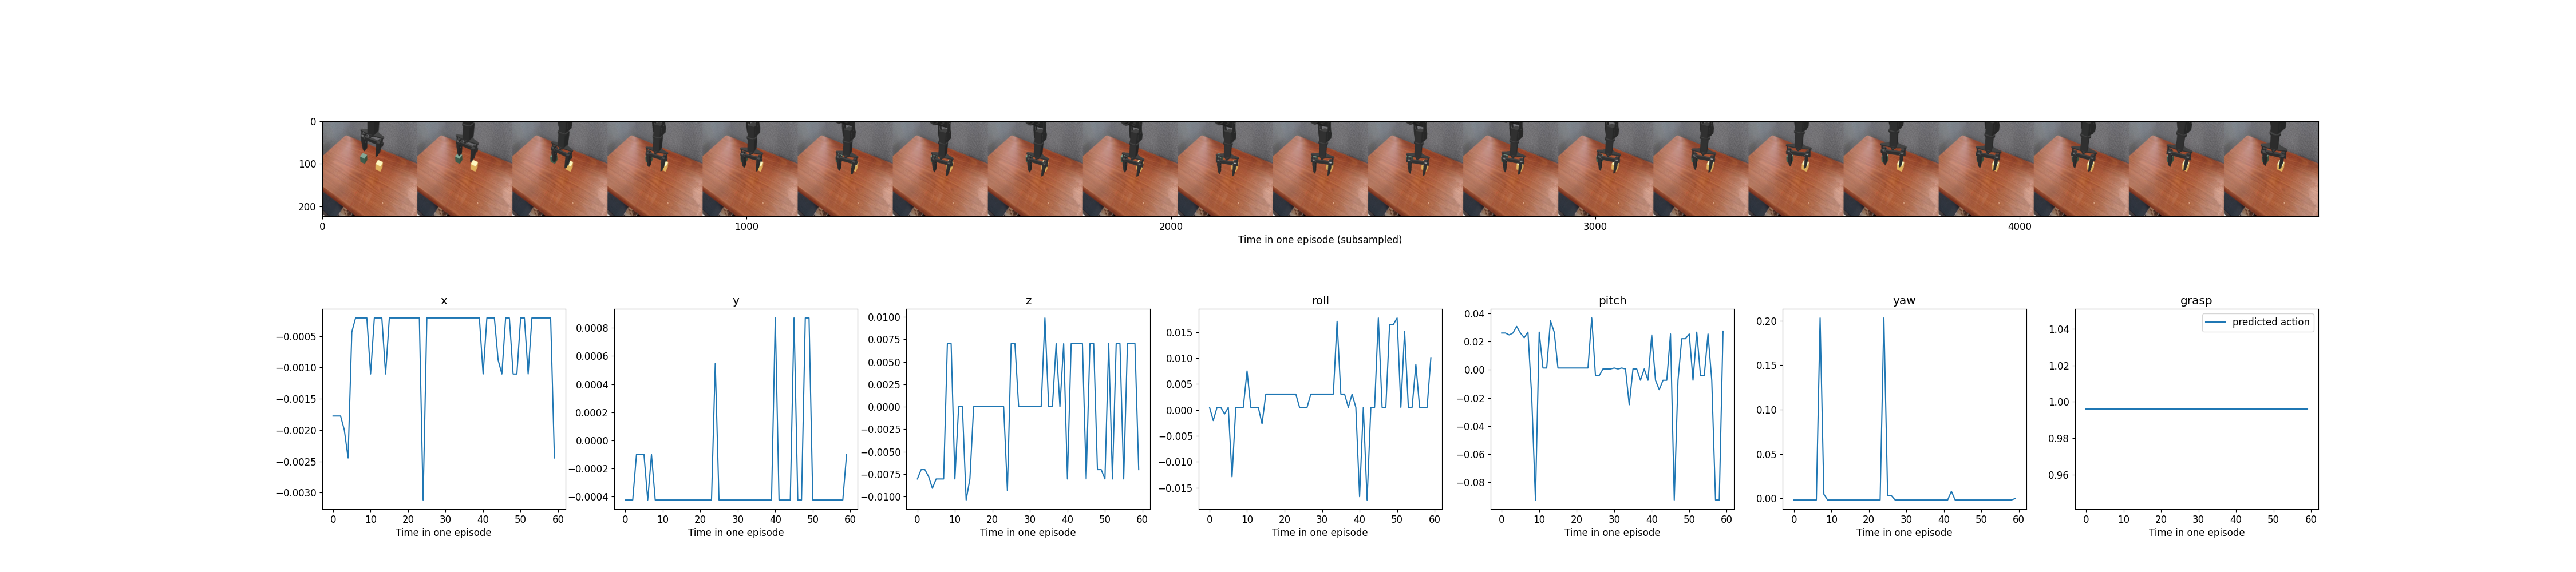 0
100
200
0 1000 2000 3000 4000
Time in one episode (subsampled)
x y z roll pitch yaw grasp
−0.0005
−0.0010
−0.0015
−0.0020
−0.0025
−0.0030
0 10 20 30 40 50 60
Time in one episode
0.0008
0.0006
0.0004
0.0002
0.0000
−0.0002
−0.0004
0 10 20 30 40 50 60
Time in one episode
0.0100
0.0075
0.0050
0.0025
0.0000
−0.0025
−0.0050
−0.0075
−0.0100
0 10 20 30 40 50 60
Time in one episode
0.015
0.010
0.005
0.000
−0.005
−0.010
−0.015
0 10 20 30 40 50 60
Time in one episode
0.04
0.02
0.00
−0.02
−0.04
−0.06
−0.08
0 10 20 30 40 50 60
Time in one episode
0.20
0.15
0.10
0.05
0.00
0 10 20 30 40 50 60
Time in one episode
predicted action
1.04
1.02
1.00
0.98
0.96
0 10 20 30 40 50 60
Time in one episode